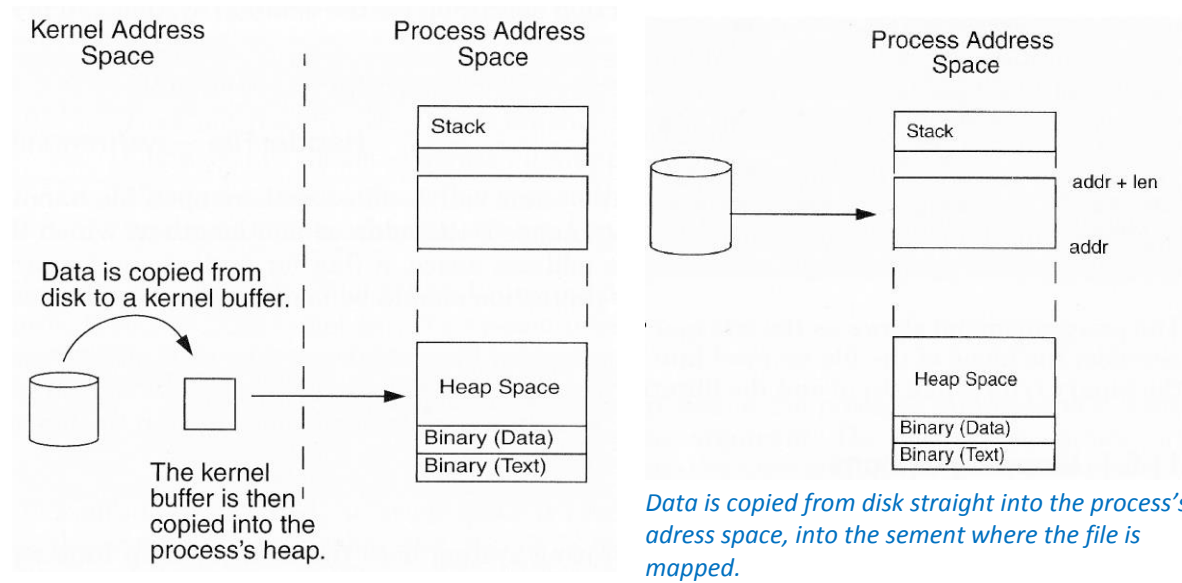 Kernel Address
Space
Process Address
Space
Stack
Data is copied from
disk to a kernel buffer.
Heap Space
Binary (Data)
Binary (Text)
The kernel
buffer is then
copied into the
process's heap.
Process Address
Space
Stack
addr + len
addr
Heap Space
Binary (Data)
Binary (Text)
Data is copied from disk straight into the process's
adress space, into the sement where the file is
mapped.